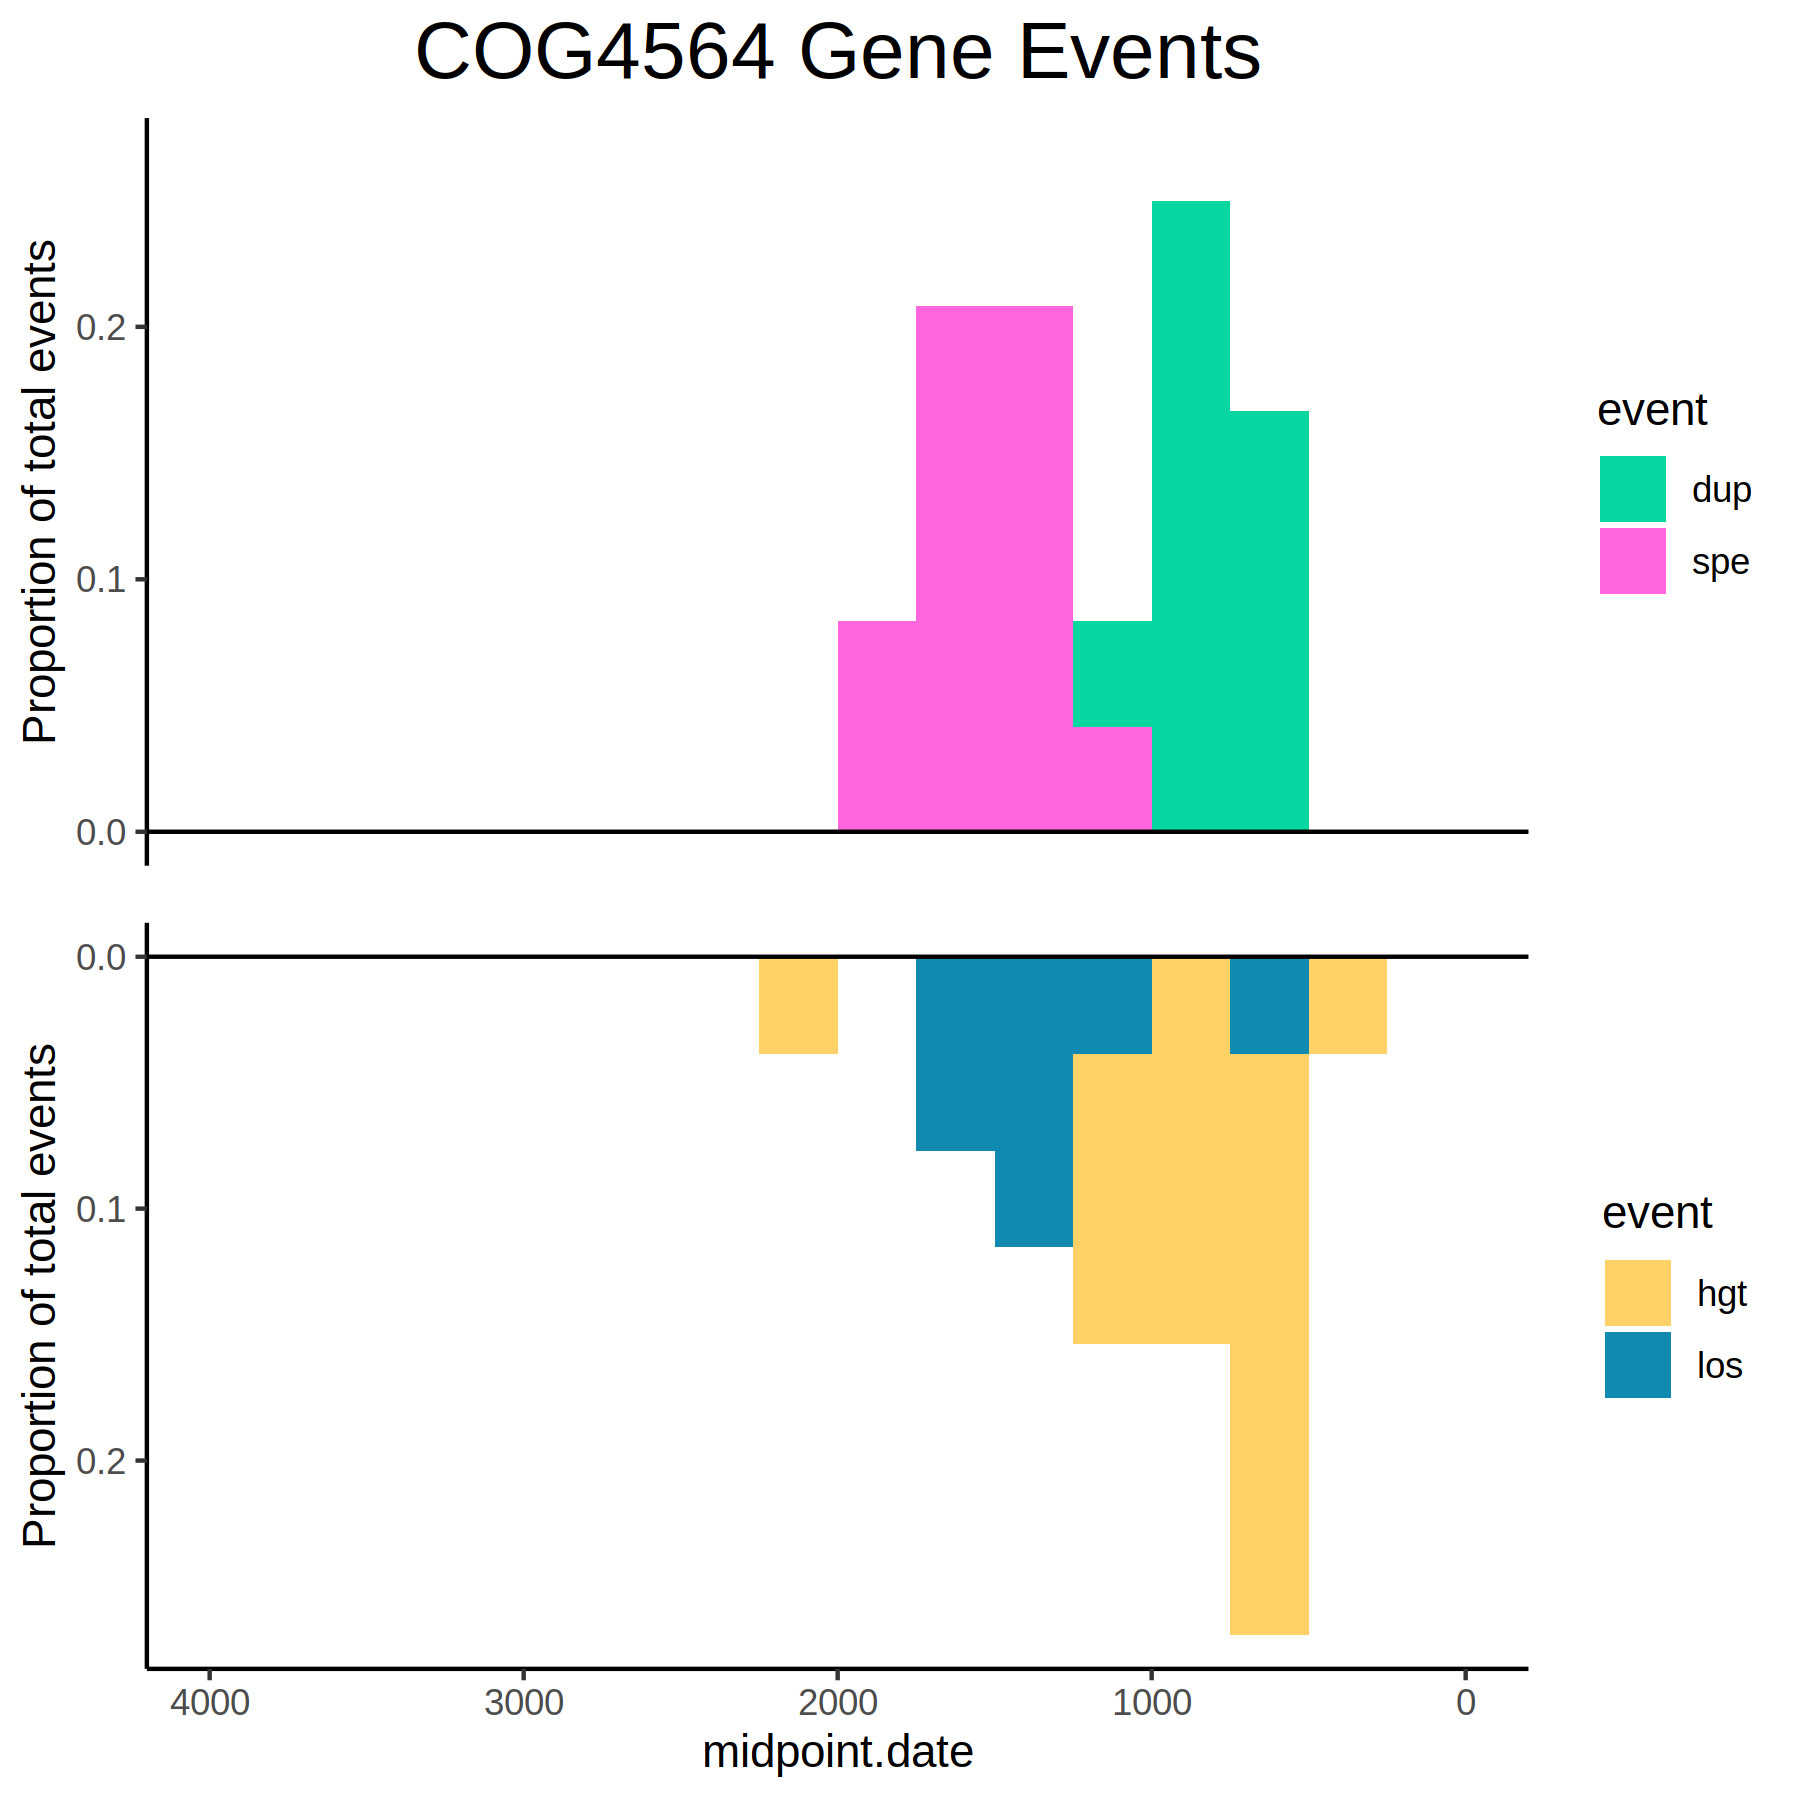 COG4564 Gene Events
Proportion of total events
0.2
0.1
0.0
event
dup
spe
Proportion of total events
0.0
0.1
0.2
event
hgt
los
4000 3000 2000 1000 0
midpoint.date